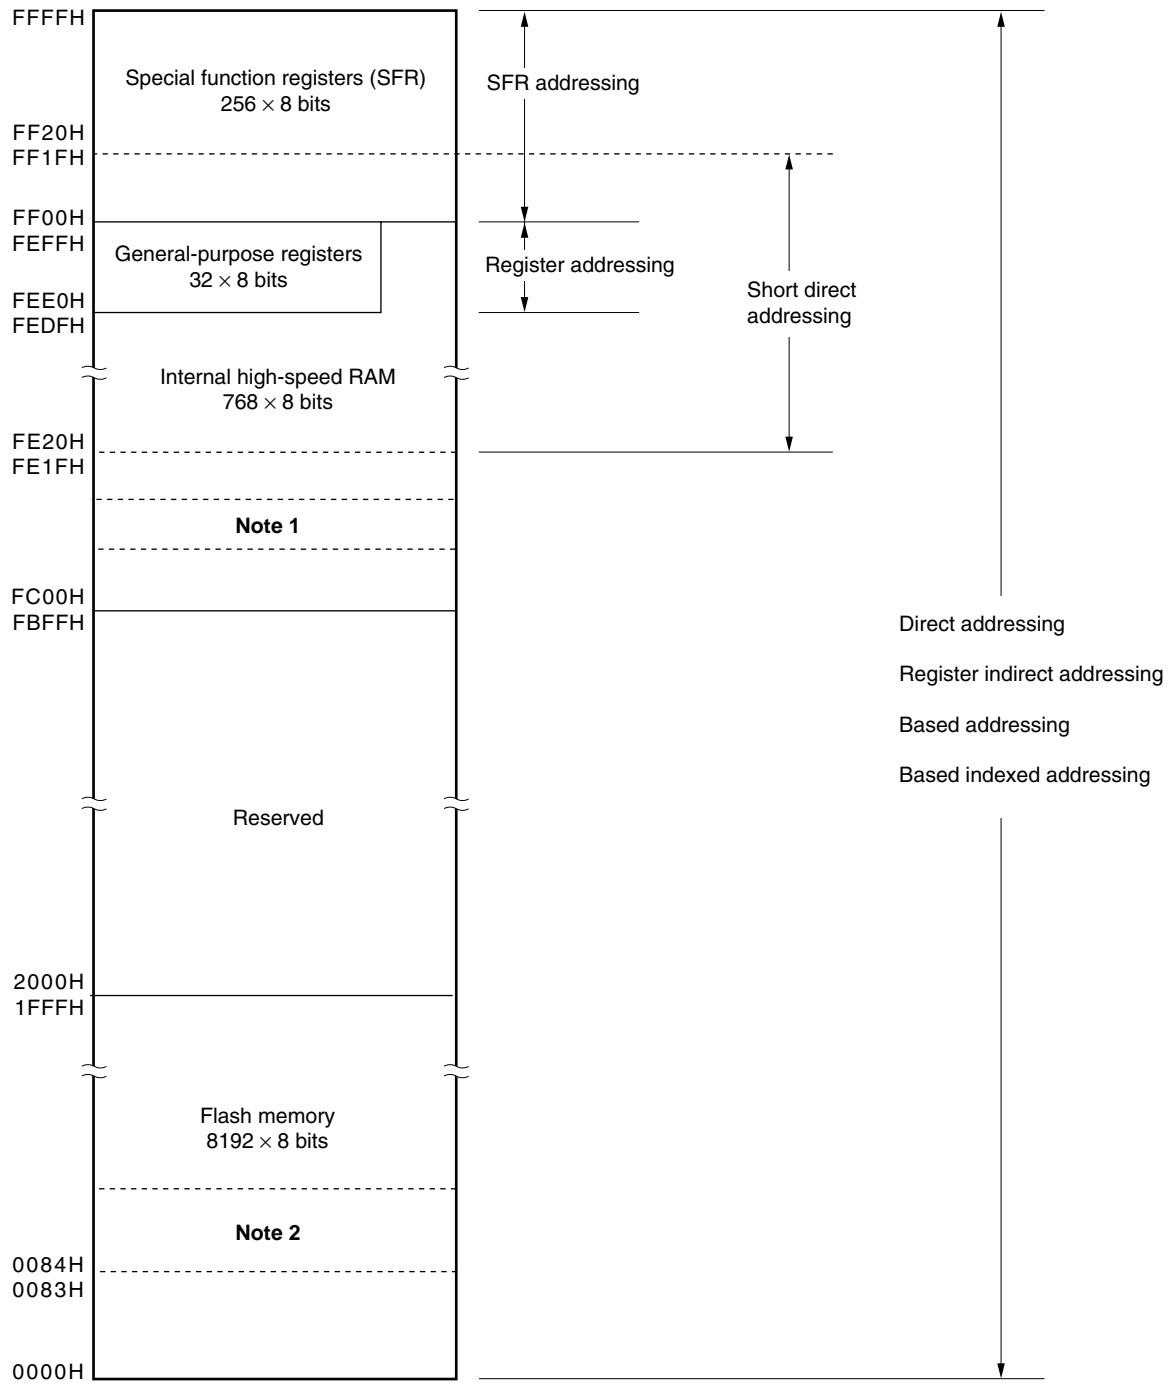 FFFFH
Special function registers (SFR)
256 × 8 bits
SFR addressing
FF20H
FF1FH
FF00H
FEFFH
General-purpose registers
32 × 8 bits
Register addressing
Short direct
addressing
FEE0H
FEDFH
Internal high-speed RAM
768 × 8 bits
FE20H
FE1FH
Note 1
FC00H
FBFFH
Direct addressing
Register indirect addressing
Based addressing
Based indexed addressing
Reserved
2000H
1FFFH
Flash memory
8192 × 8 bits
Note 2
0084H
0083H
0000H